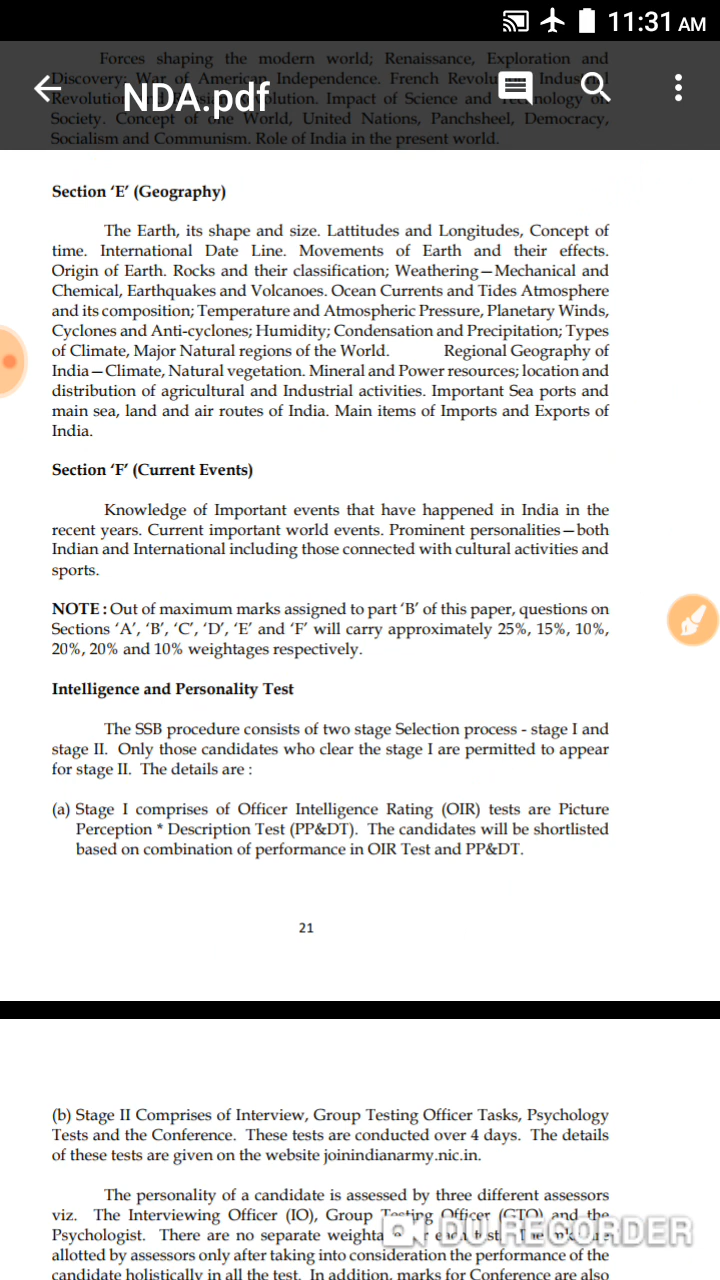 11:31 AM
Forces shaping the modern world; Renaissance, Exploration and
Discovery; War of American Independence. French Industrial
Revolution and Russian Revolution. Impact of Science and Technology on
NDA.pdf
Society. Concept of one World, United Nations, Panchsheel, Democracy,
Socialism and Communism. Role of India in the present world.
Section ‘E’ (Geography)
The Earth, its shape and size. Lattitudes and Longitudes, Concept of
time. International Date Line. Movements of Earth and their effects.
Origin of Earth. Rocks and their classification; Weathering—Mechanical and
Chemical, Earthquakes and Volcanoes. Ocean Currents and Tides Atmosphere
and its composition; Temperature and Atmospheric Pressure, Planetary Winds,
Cyclones and Anti-cyclones; Humidity; Condensation and Precipitation; Types
of Climate, Major Natural regions of the World. Regional Geography of
India—Climate, Natural vegetation. Mineral and Power resources; location and
distribution of agricultural and Industrial activities. Important Sea ports and
main sea, land and air routes of India. Main items of Imports and Exports of
India.
Section ‘F’ (Current Events)
Knowledge of Important events that have happened in India in the
recent years. Current important world events. Prominent personalities—both
Indian and International including those connected with cultural activities and
sports.
NOTE : Out of maximum marks assigned to part ‘B’ of this paper, questions on
Sections ‘A’, ‘B’, ‘C’, ‘D’, ‘E’ and ‘F’ will carry approximately 25%, 15%, 10%,
20%, 20% and 10% weightages respectively.
Intelligence and Personality Test
The SSB procedure consists of two stage Selection process - stage I and
stage II. Only those candidates who clear the stage I are permitted to appear
for stage II. The details are :
(a) Stage I comprises of Officer Intelligence Rating (OIR) tests are Picture
Perception * Description Test (PP&DT). The candidates will be shortlisted
based on combination of performance in OIR Test and PP&DT.
21
(b) Stage II Comprises of Interview, Group Testing Officer Tasks, Psychology
Tests and the Conference. These tests are conducted over 4 days. The details
of these tests are given on the website joinindianarmy.nic.in.
The personality of a candidate is assessed by three different assessors
viz. The Interviewing Officer (IO), Group Testing Officer (GTO) and the
Psychologist. There are no separate each test. The
DU RECORDER
allotted by assessors only after taking into consideration the performance of the
candidate holistically in all the test. In addition, marks for Conference are also